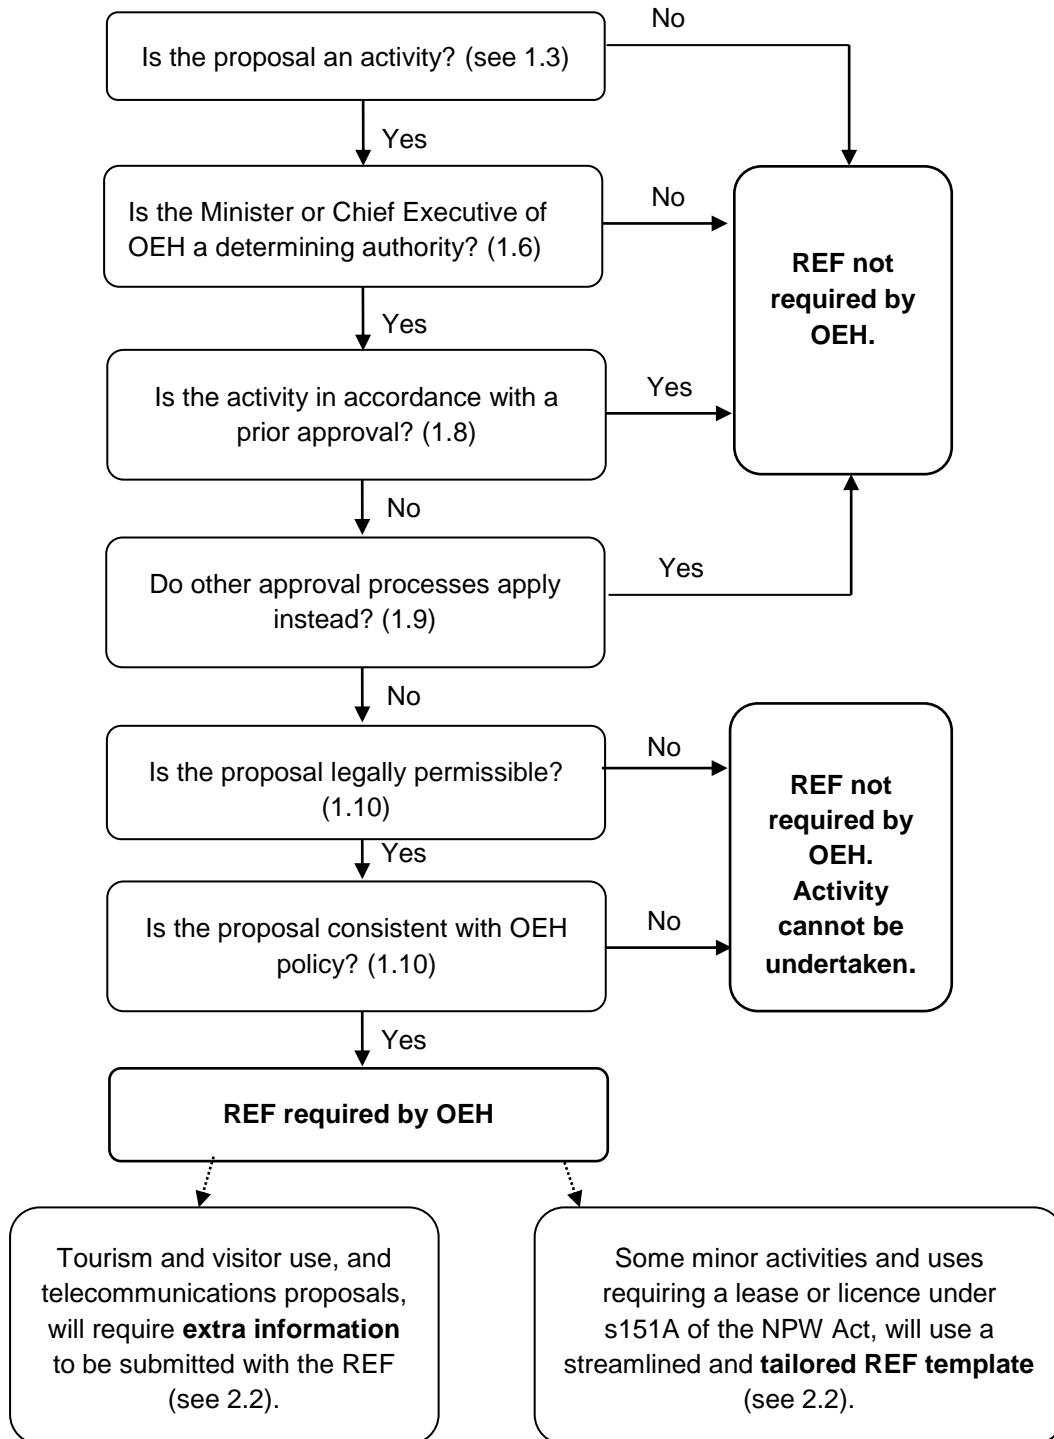 No
Is the proposal an activity? (see 1.3)
Yes
Is the Minister or Chief Executive of
OEH a determining authority? (1.6)
No
REF not
required by
OEH.
Yes
Is the activity in accordance with a
prior approval? (1.8)
Yes
No
Do other approval processes apply
instead? (1.9)
Yes
No
Is the proposal legally permissible?
(1.10)
No
REF not
required by
OEH.
Activity
cannot be
undertaken.
Yes
Is the proposal consistent with OEH
policy? (1.10)
No
Yes
REF required by OEH
Tourism and visitor use, and
telecommunications proposals,
will require extra information
to be submitted with the REF
(see 2.2).
Some minor activities and uses
requiring a lease or licence under
s151A of the NPW Act, will use a
streamlined and tailored REF template
(see 2.2).